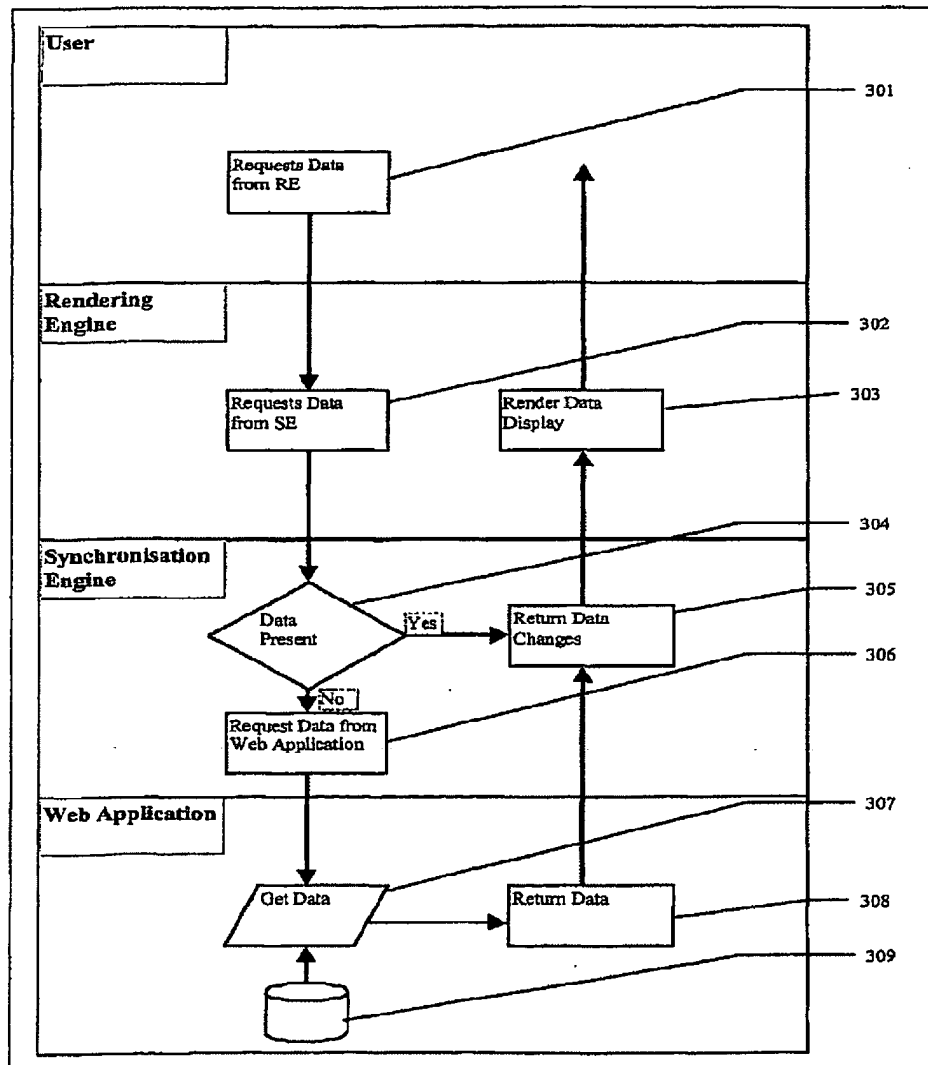 User
301
Requests Data
from RE
Rendering
Engine
302
Requests Data
from SE
Render Data
Display
303
304
Synchronisation
Engine
305
Data
Present
Yes
Return Data
Changes
306
No
Request Data from
Web Application
Web Application
307
Get Data
Return Data
308
309